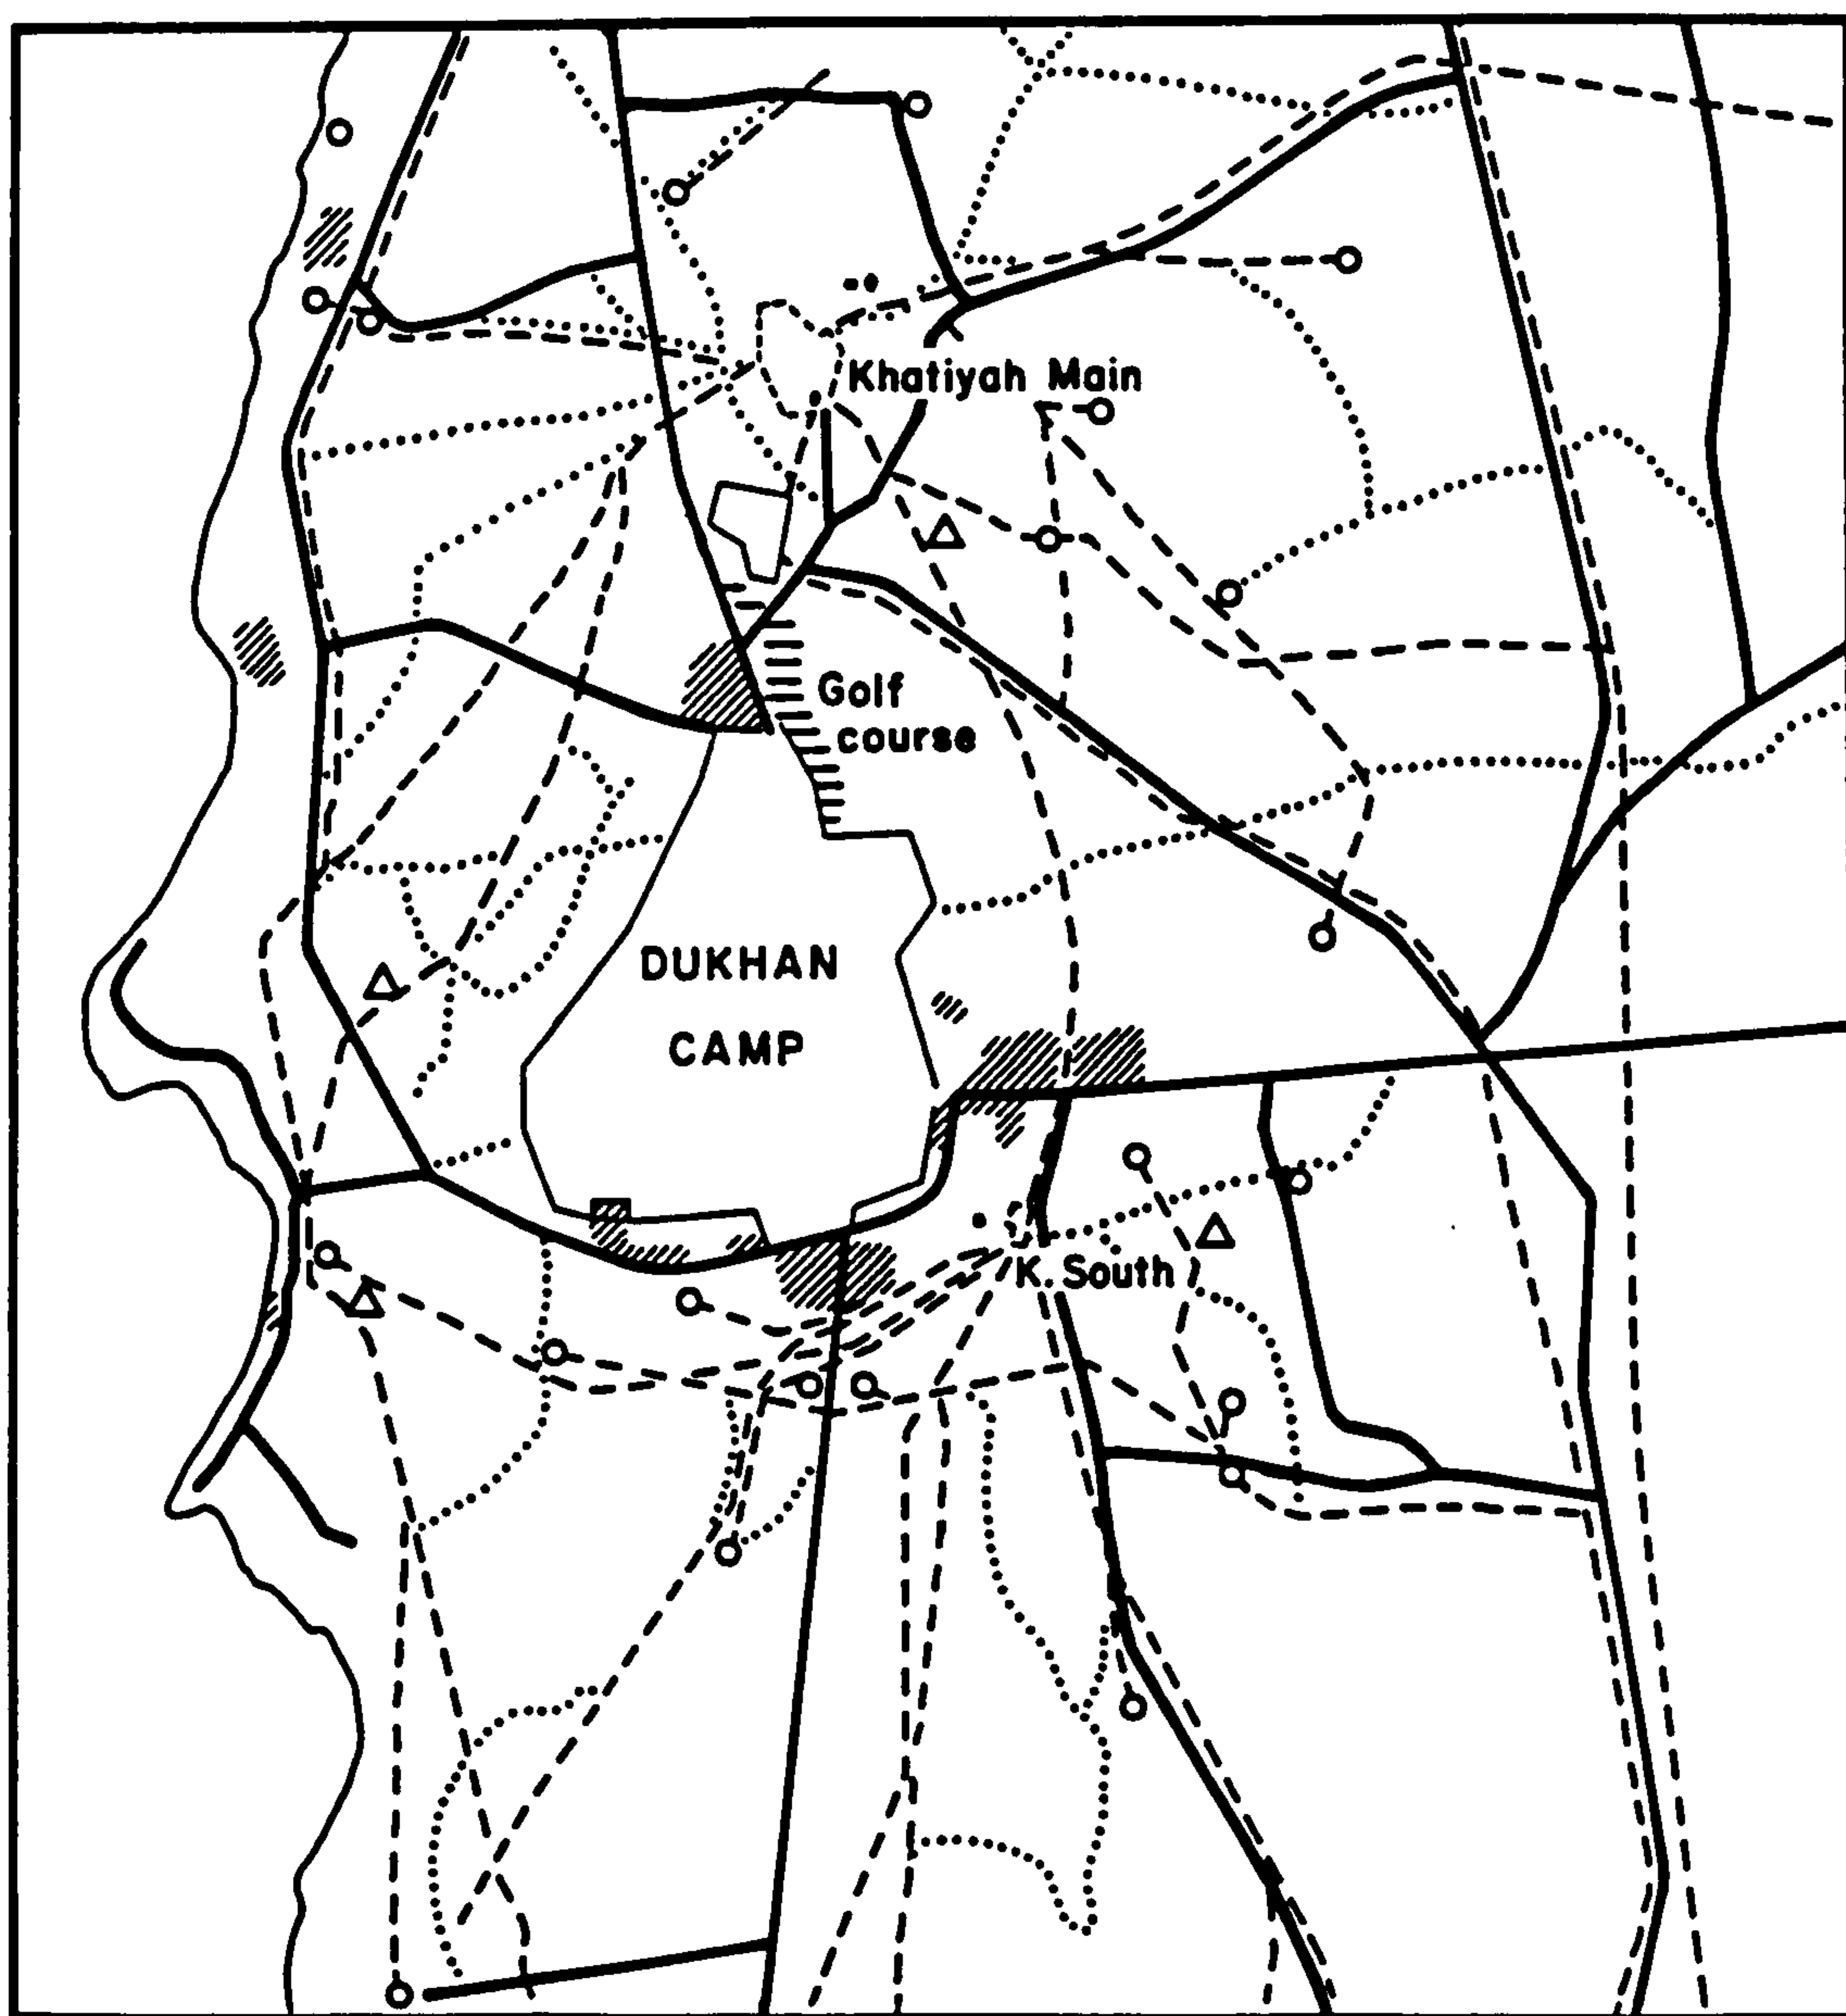 Khatiyah Main
Golf
course
DUKHAN
CAMP
K. South